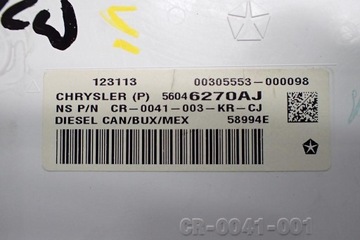 123113 00305553-000098
CHRYSLER (P) 56046270AJ
NS P/N CR-0041-003-KR-CJ
DIESEL CAN/BUX/MEX 58994E
CR-0041-001